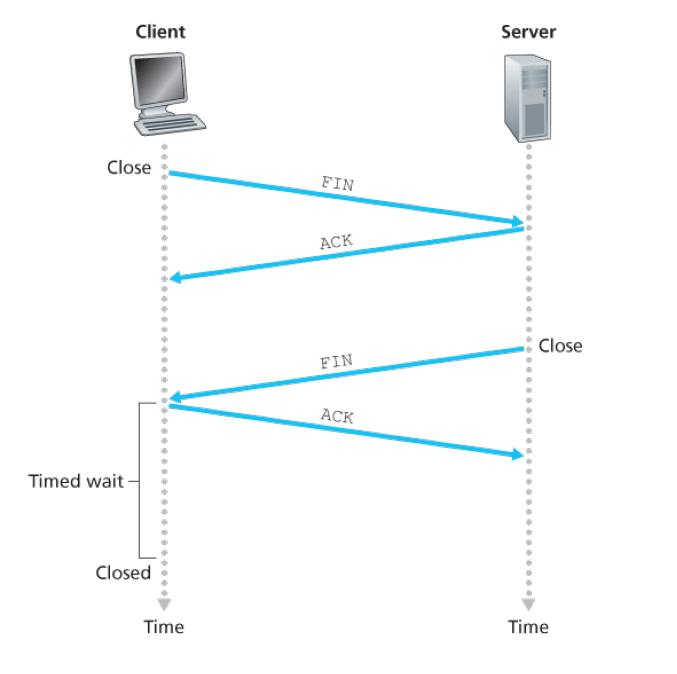 Client
Server
Close
FIN
ACK
Close
FIN
ACK
Timed wait
Closed
Time
Time